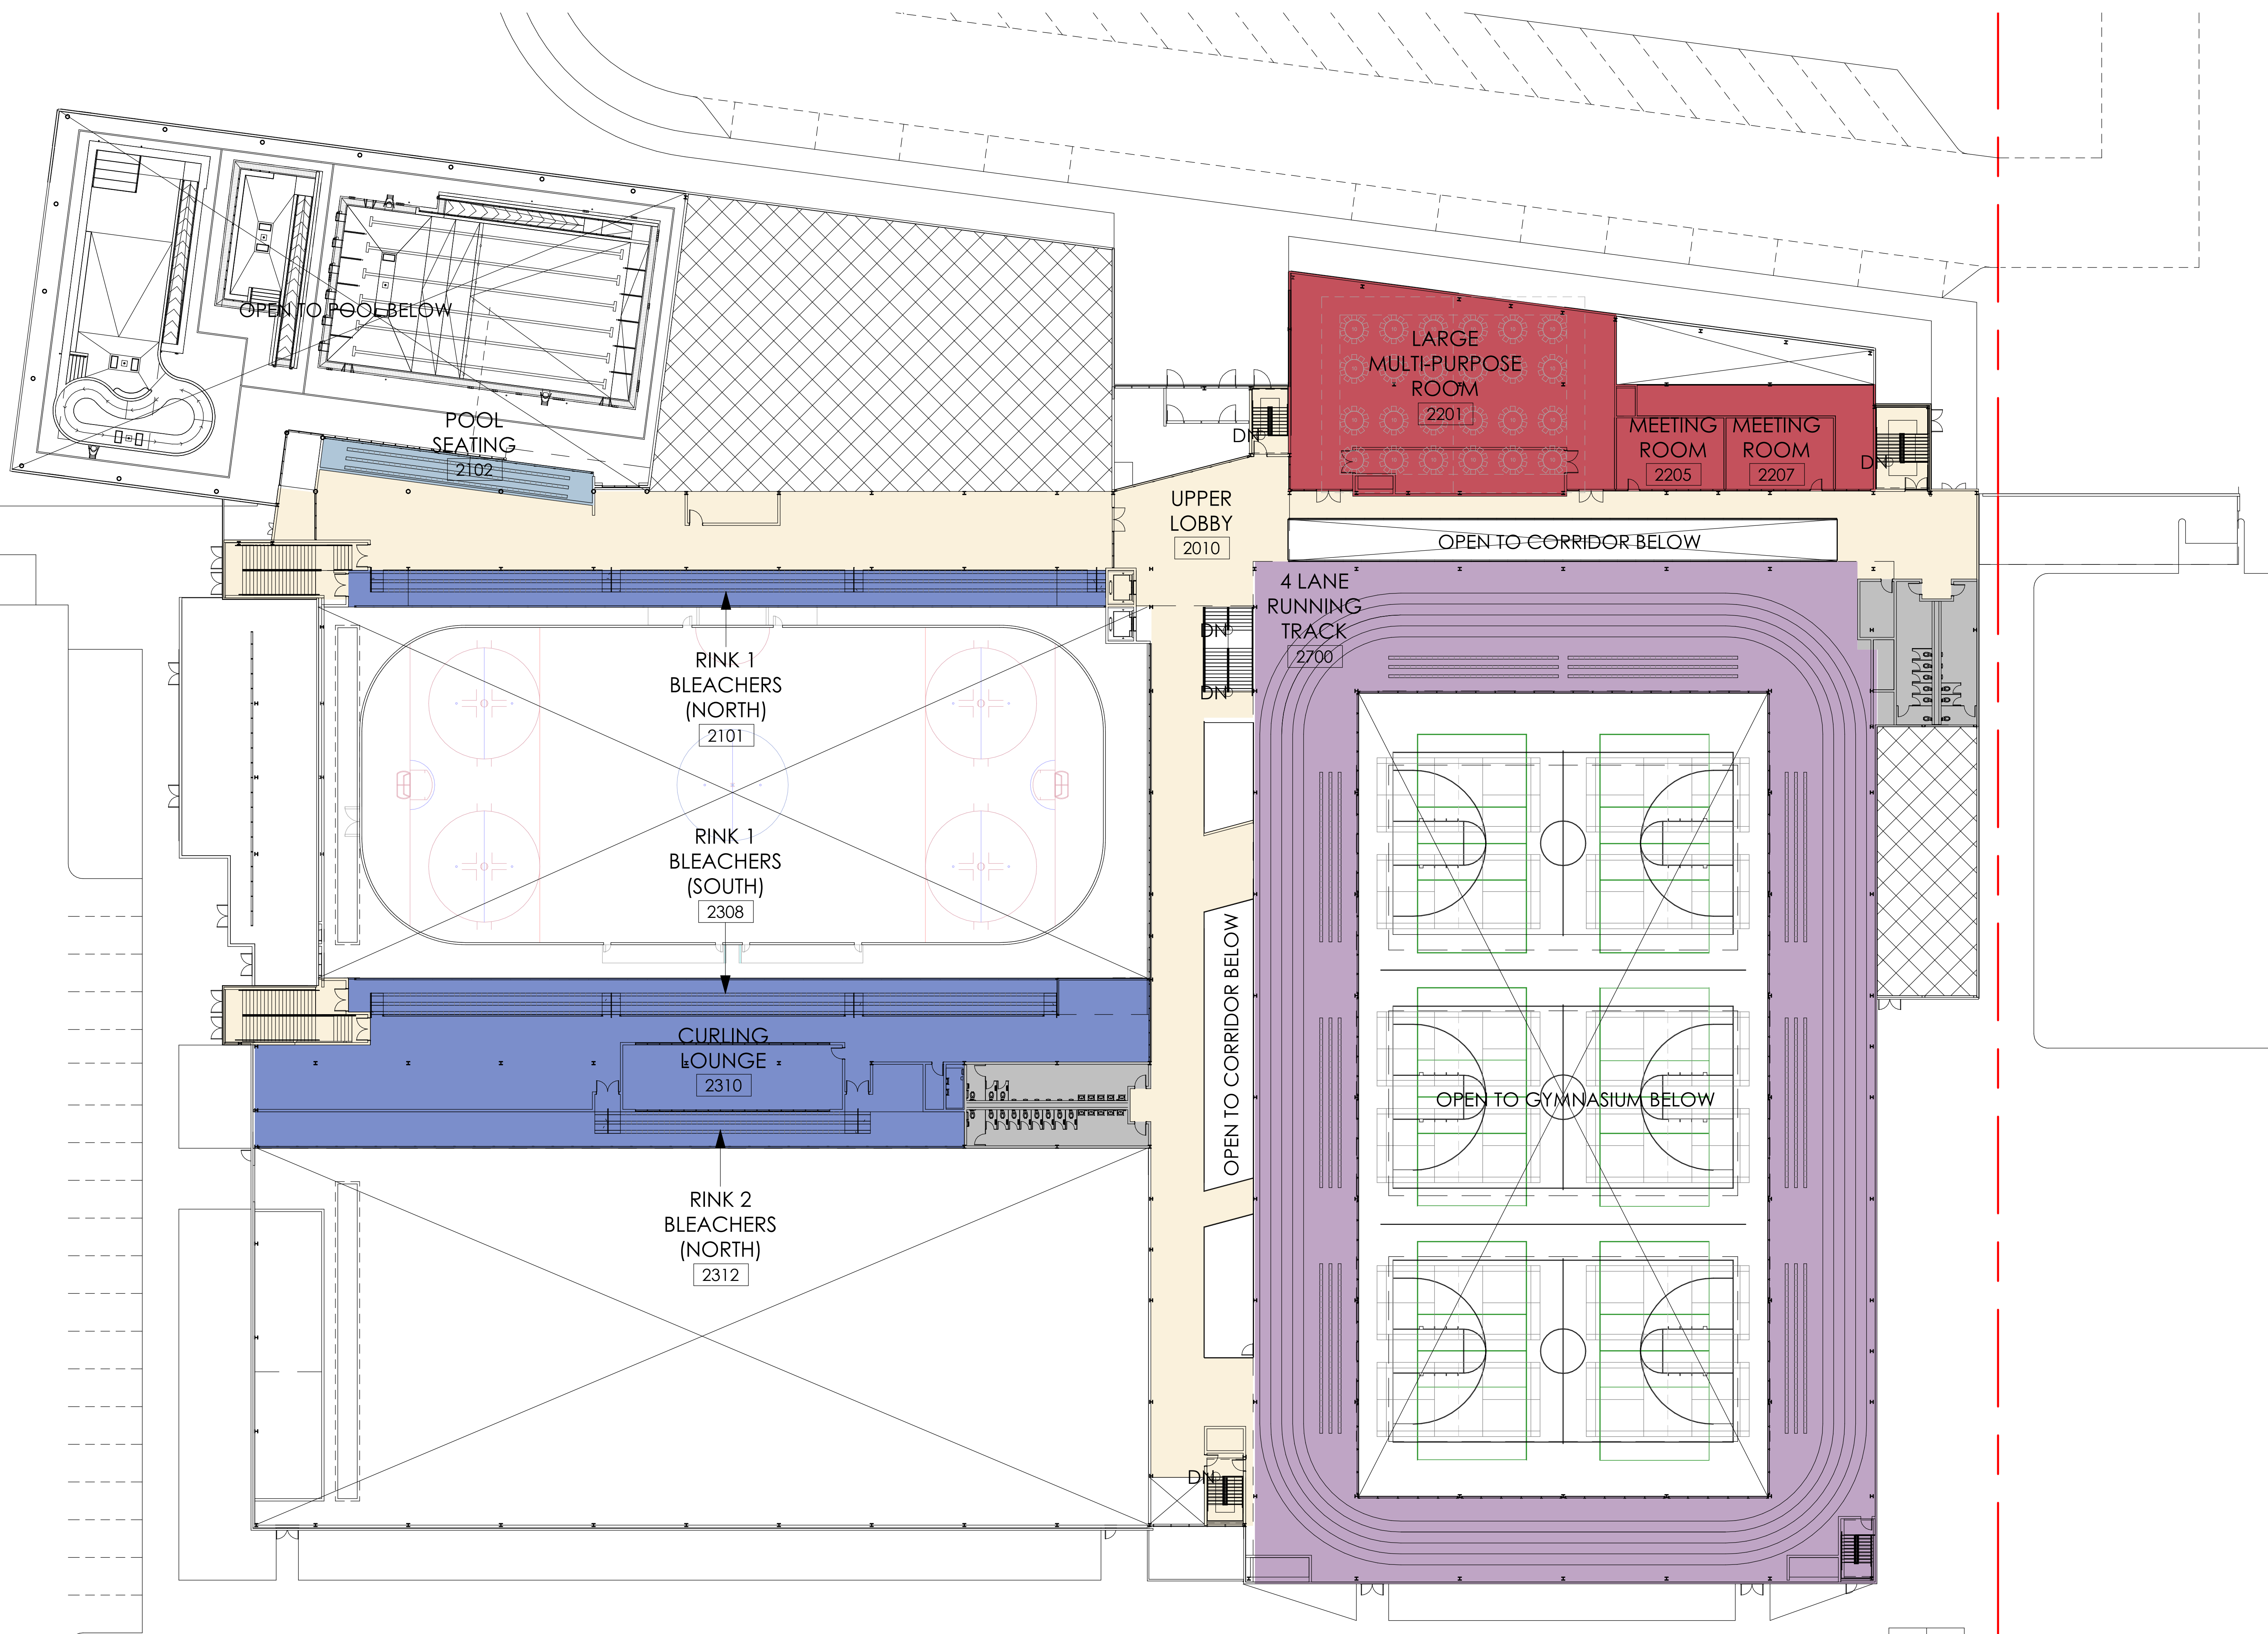 OPEN TO POOL BELOW
POOL
SEATING
2102
LARGE
MULTI-PURPOSE
ROOM
2201
MEETING
ROOM
2205
MEETING
ROOM
2207
DN
DN
UPPER
LOBBY
2010
OPEN TO CORRIDOR BELOW
4 LANE
RUNNING
TRACK
2700
DN
DN
RINK 1
BLEACHERS
(NORTH)
2101
RINK 1
BLEACHERS
(SOUTH)
2308
OPEN TO CORRIDOR BELOW
CURLING
LOUNGE
2310
OPEN TO GYMNASIUM BELOW
RINK 2
BLEACHERS
(NORTH)
2312
DN